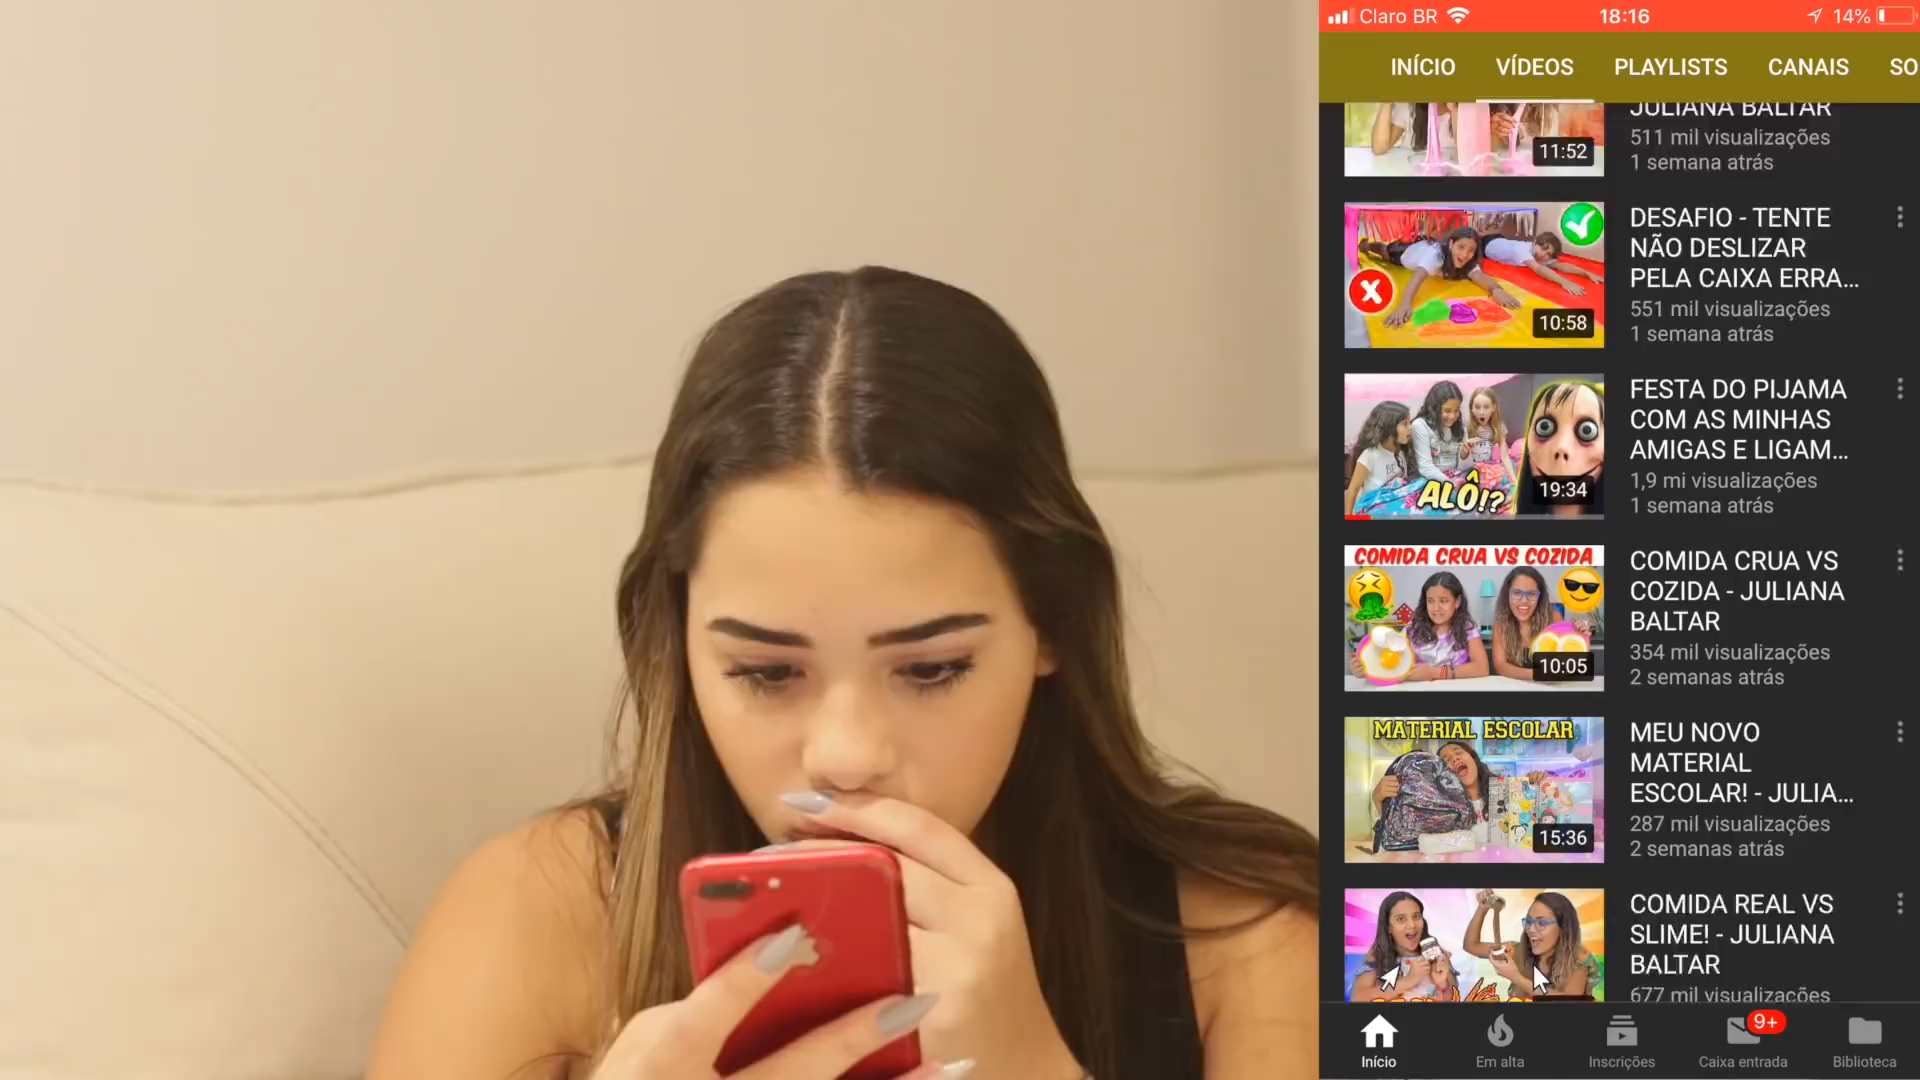 Claro BR
18:16
14%
INÍCIO
VÍDEOS
PLAYLISTS
CANAIS
SO
JULIANA BALTAR
511 mil visualizações
1 semana atrás
11:52
DESAFIO - TENTE
NÃO DESLIZAR
PELA CAIXA ERRA...
551 mil visualizações
1 semana atrás
10:58
FESTA DO PIJAMA
COM AS MINHAS
AMIGAS E LIGAM...
1,9 mi visualizações
1 semana atrás
ALÔ!?
19:34
COMIDA CRUA VS COZIDA
10:05
COMIDA CRUA VS
COZIDA - JULIANA
BALTAR
354 mil visualizações
2 semanas atrás
MATERIAL ESCOLAR
15:36
MEU NOVO
MATERIAL
ESCOLAR! - JULIA...
287 mil visualizações
2 semanas atrás
COMIDA REAL VS
SLIME! - JULIANA
BALTAR
677 mil visualizações
9+
Início
Em alta
Inscrições
Caixa entrada
Biblioteca